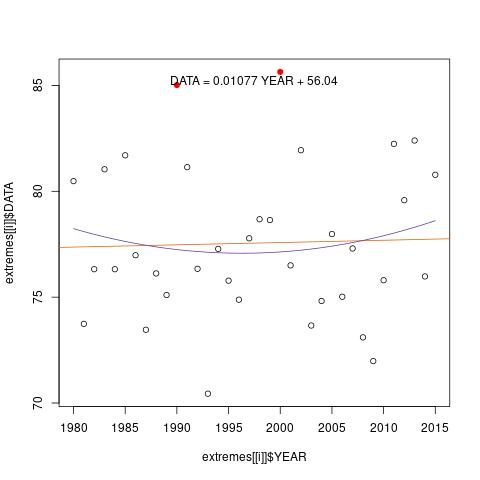 DATA = 0.01077 YEAR + 56.04
85
80
75
70
extremes[[i]]$DATA
1980 1985 1990 1995 2000 2005 2010 2015
extremes[[i]]$YEAR